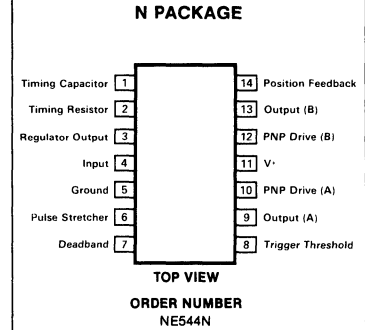 N PACKAGE
Timing Capacitor 1 14 Position Feedback
Timing Resistor 2 13 Output (B)
Regulator Output 3 12 PNP Drive (B)
Input 4 11 V+
Ground 5 10 PNP Drive (A)
Pulse Stretcher 6 9 Output (A)
Deadband 7 8 Trigger Threshold
TOP VIEW
ORDER NUMBER
NE544N